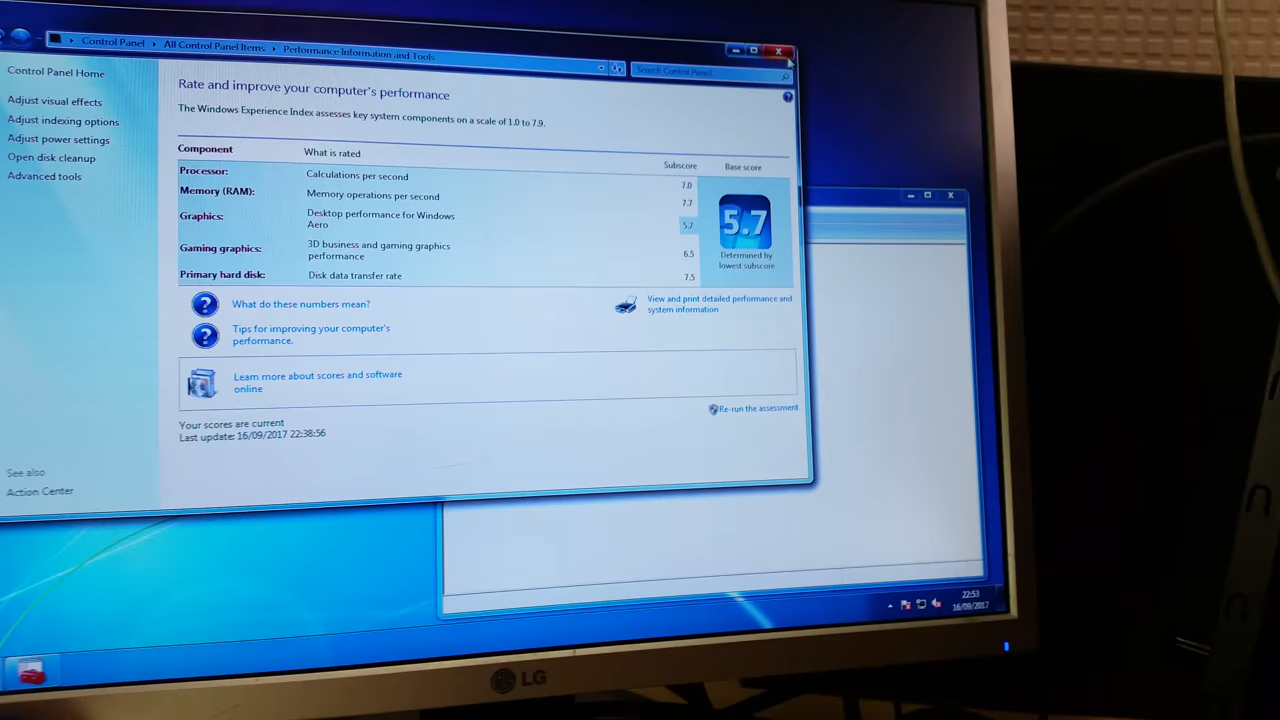 Control Panel ▸ All Control Panel Items ▸ Performance Information and Tools
Search Control Panel
Control Panel Home
Adjust visual effects
Adjust indexing options
Adjust power settings
Open disk cleanup
Advanced tools
See also
Action Center
Rate and improve your computer's performance
The Windows Experience Index assesses key system components on a scale of 1.0 to 7.9.
Component What is rated Subscore Base score
Processor: Calculations per second 7.0
Memory (RAM): Memory operations per second 7.7
Graphics: Desktop performance for Windows
Aero 5.7
Gaming graphics: 3D business and gaming graphics
performance 6.5
Primary hard disk: Disk data transfer rate 7.5
5.7
Determined by
lowest subscore
What do these numbers mean?
Tips for improving your computer's
performance.
View and print detailed performance and
system information
Learn more about scores and software
online
Your scores are current
Last update: 16/09/2017 22:38:56
Re-run the assessment
22:53
16/09/2017
LG